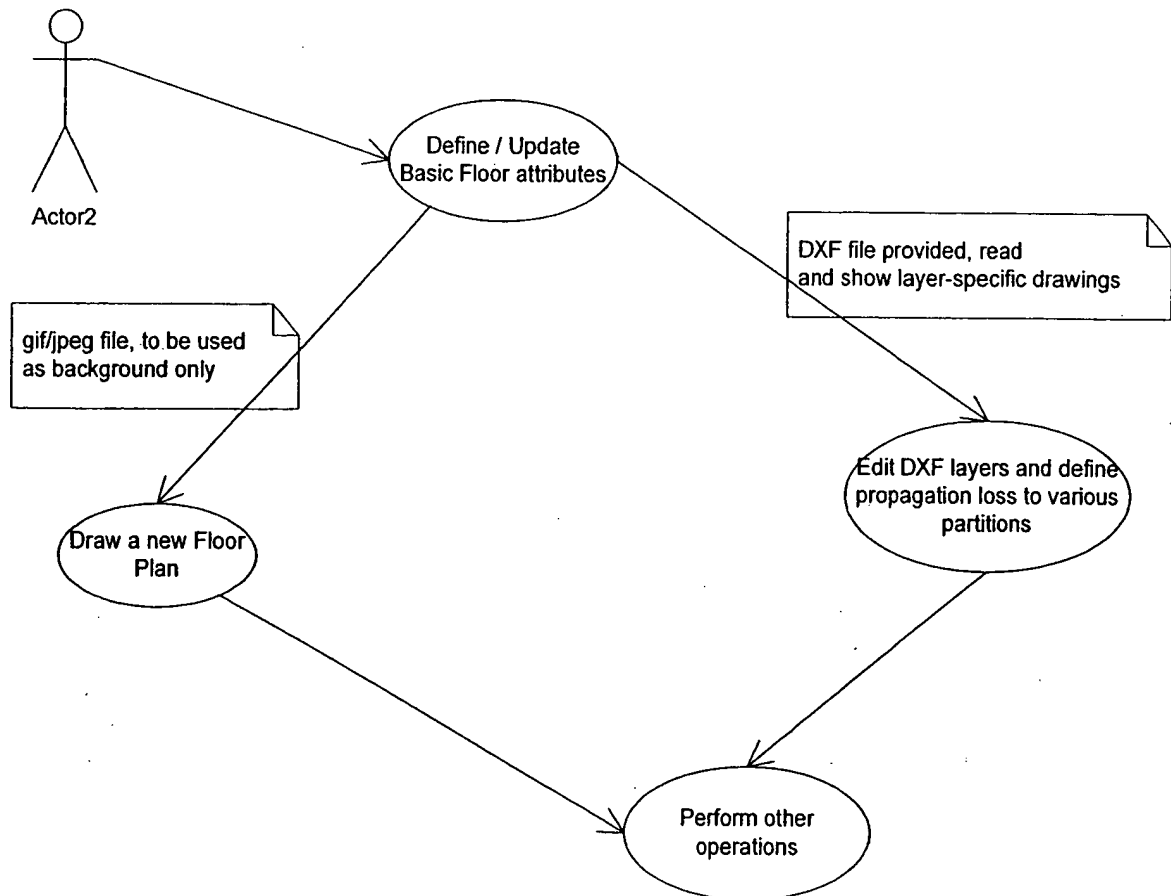 Define / Update
Basic Floor attributes
Actor2
DXF file provided, read
and show layer-specific drawings
gif/jpeg file, to be used
as background only
Edit DXF layers and define
propagation loss to various
partitions
Draw a new Floor
Plan
Perform other
operations